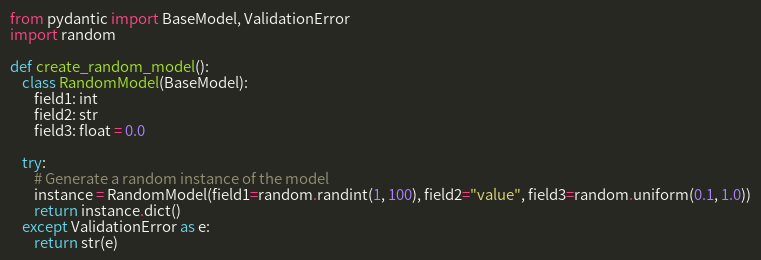 from pydantic import BaseModel, ValidationError
import random

def create_random_model():
    class RandomModel(BaseModel):
        field1: int
        field2: str
        field3: float = 0.0

    try:
        # Generate a random instance of the model
        instance = RandomModel(field1=random.randint(1, 100), field2="value", field3=random.uniform(0.1, 1.0))
        return instance.dict()
    except ValidationError as e:
        return str(e)